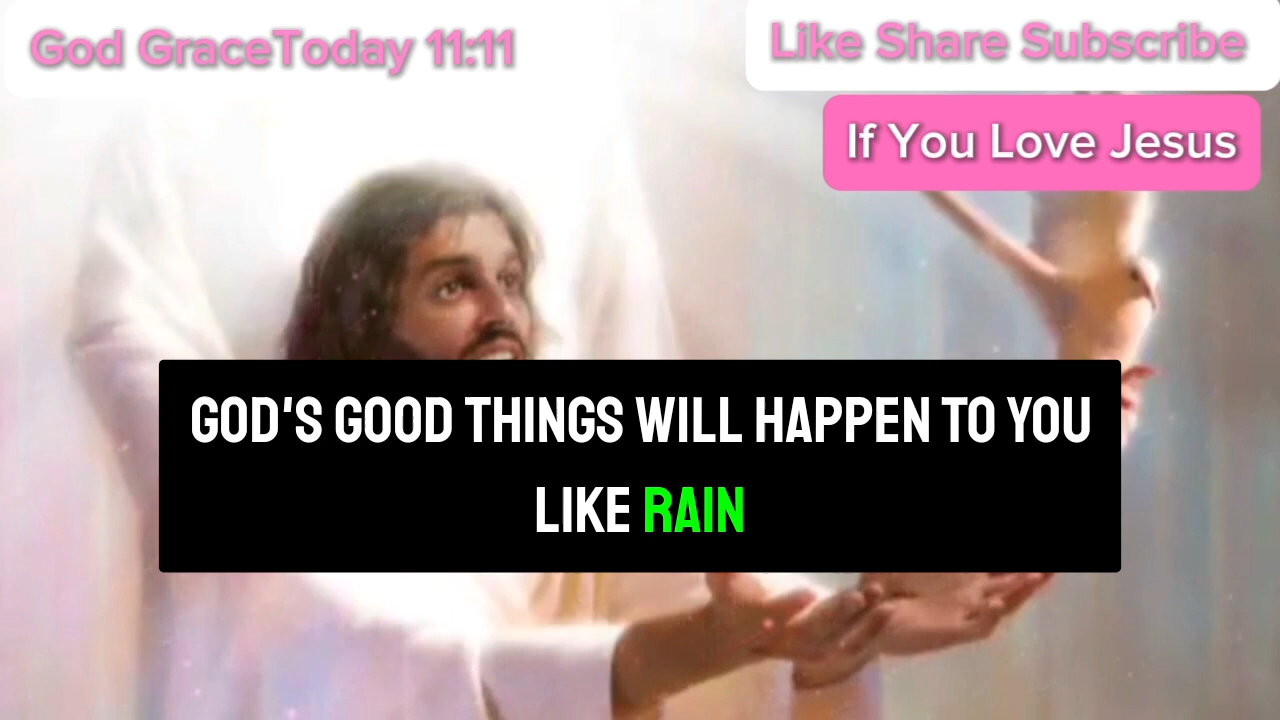 God GraceToday 11:11
Like Share Subscribe
If You Love Jesus
GOD'S GOOD THINGS WILL HAPPEN TO YOU
LIKE RAIN